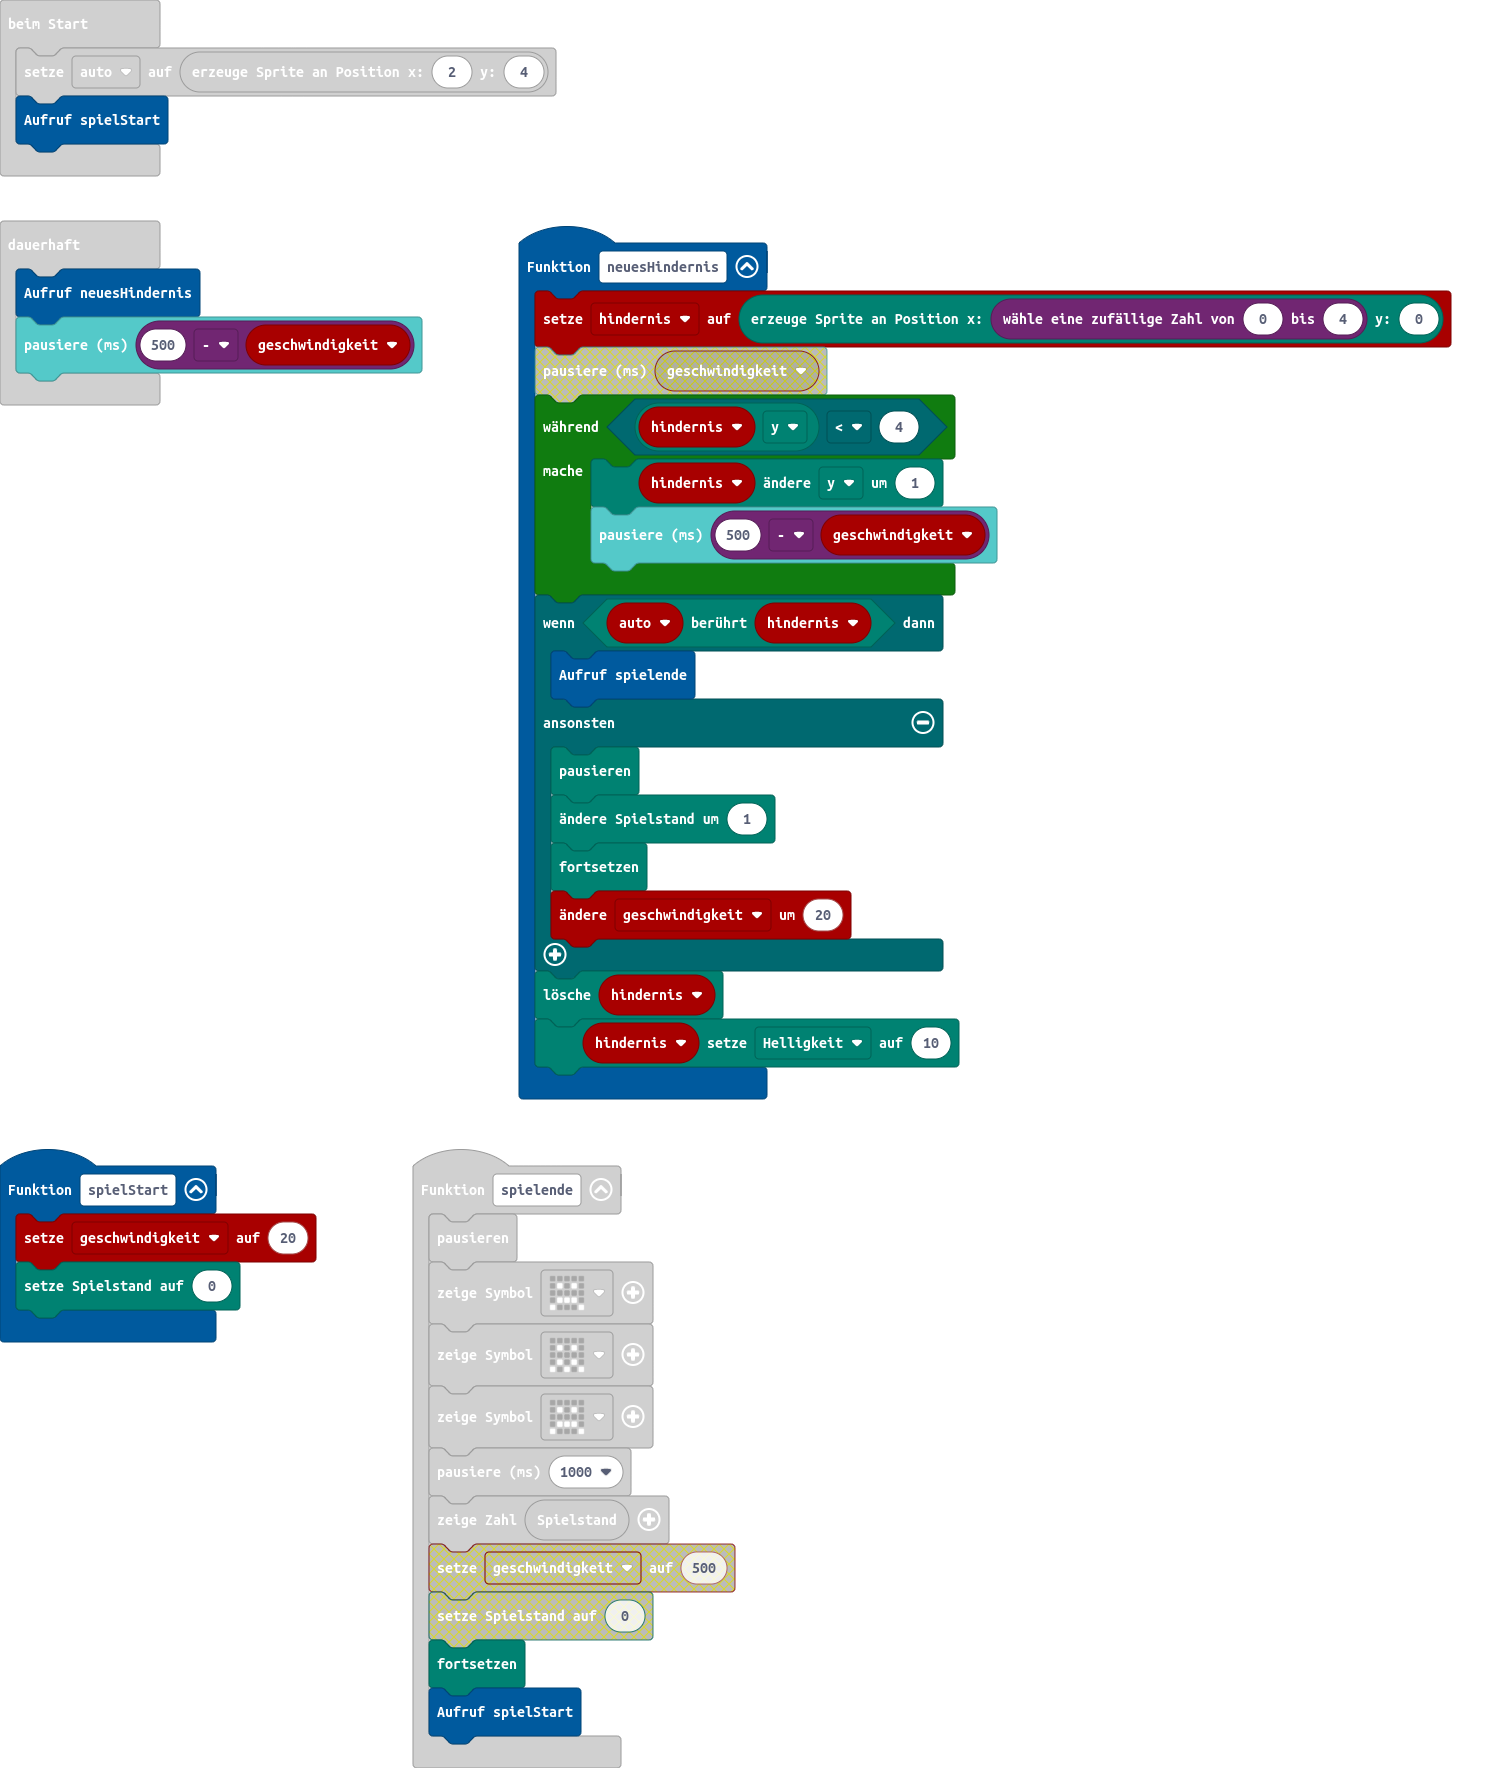 beim Start
setze auto auf erzeuge Sprite an Position x: 2 y: 4
Aufruf spielStart
dauerhaft
Aufruf neuesHindernis
pausiere (ms) 500 - geschwindigkeit
Funktion neuesHindernis
setze hindernis auf erzeuge Sprite an Position x: wähle eine zufällige Zahl von 0 bis 4 y: 0
pausiere (ms) geschwindigkeit
während hindernis y < 4
mache hindernis ändere y um 1
pausiere (ms) 500 - geschwindigkeit
wenn auto berührt hindernis dann
Aufruf spielende
ansonsten
pausieren
ändere Spielstand um 1
fortsetzen
ändere geschwindigkeit um 20
lösche hindernis
hindernis setze Helligkeit auf 10
Funktion spielStart
setze geschwindigkeit auf 20
setze Spielstand auf 0
Funktion spielende
pausieren
zeige Symbol
zeige Symbol
zeige Symbol
pausiere (ms) 1000
zeige Zahl Spielstand
setze geschwindigkeit auf 500
setze Spielstand auf 0
fortsetzen
Aufruf spielStart